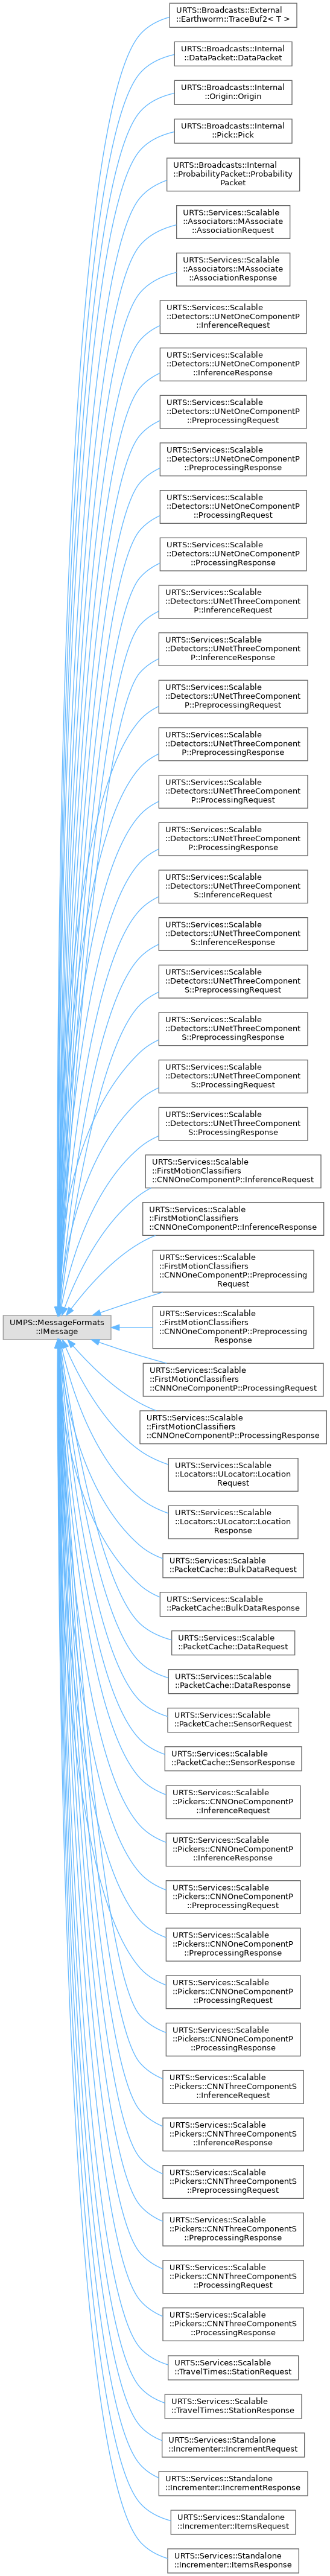 URTS::Broadcasts::External
::Earthworm::TraceBuf2< T >
URTS::Broadcasts::Internal
::DataPacket::DataPacket
URTS::Broadcasts::Internal
::Origin::Origin
URTS::Broadcasts::Internal
::Pick::Pick
URTS::Broadcasts::Internal
::ProbabilityPacket::Probability
Packet
URTS::Services::Scalable
::Associators::MAssociate
::AssociationRequest
URTS::Services::Scalable
::Associators::MAssociate
::AssociationResponse
URTS::Services::Scalable
::Detectors::UNetOneComponentP
::InferenceRequest
URTS::Services::Scalable
::Detectors::UNetOneComponentP
::InferenceResponse
URTS::Services::Scalable
::Detectors::UNetOneComponentP
::PreprocessingRequest
URTS::Services::Scalable
::Detectors::UNetOneComponentP
::PreprocessingResponse
URTS::Services::Scalable
::Detectors::UNetOneComponentP
::ProcessingRequest
URTS::Services::Scalable
::Detectors::UNetOneComponentP
::ProcessingResponse
URTS::Services::Scalable
::Detectors::UNetThreeComponent
P::InferenceRequest
URTS::Services::Scalable
::Detectors::UNetThreeComponent
P::InferenceResponse
URTS::Services::Scalable
::Detectors::UNetThreeComponent
P::PreprocessingRequest
URTS::Services::Scalable
::Detectors::UNetThreeComponent
P::PreprocessingResponse
URTS::Services::Scalable
::Detectors::UNetThreeComponent
P::ProcessingRequest
URTS::Services::Scalable
::Detectors::UNetThreeComponent
P::ProcessingResponse
URTS::Services::Scalable
::Detectors::UNetThreeComponent
S::InferenceRequest
URTS::Services::Scalable
::Detectors::UNetThreeComponent
S::InferenceResponse
URTS::Services::Scalable
::Detectors::UNetThreeComponent
S::PreprocessingRequest
URTS::Services::Scalable
::Detectors::UNetThreeComponent
S::PreprocessingResponse
URTS::Services::Scalable
::Detectors::UNetThreeComponent
S::ProcessingRequest
URTS::Services::Scalable
::Detectors::UNetThreeComponent
S::ProcessingResponse
URTS::Services::Scalable
::FirstMotionClassifiers
::CNNOneComponentP::InferenceRequest
URTS::Services::Scalable
::FirstMotionClassifiers
::CNNOneComponentP::InferenceResponse
URTS::Services::Scalable
::FirstMotionClassifiers
::CNNOneComponentP::Preprocessing
Request
UMPS::MessageFormats
::IMessage
URTS::Services::Scalable
::FirstMotionClassifiers
::CNNOneComponentP::Preprocessing
Response
URTS::Services::Scalable
::FirstMotionClassifiers
::CNNOneComponentP::ProcessingRequest
URTS::Services::Scalable
::FirstMotionClassifiers
::CNNOneComponentP::ProcessingResponse
URTS::Services::Scalable
::Locators::ULocator::Location
Request
URTS::Services::Scalable
::Locators::ULocator::Location
Response
URTS::Services::Scalable
::PacketCache::BulkDataRequest
URTS::Services::Scalable
::PacketCache::BulkDataResponse
URTS::Services::Scalable
::PacketCache::DataRequest
URTS::Services::Scalable
::PacketCache::DataResponse
URTS::Services::Scalable
::PacketCache::SensorRequest
URTS::Services::Scalable
::PacketCache::SensorResponse
URTS::Services::Scalable
::Pickers::CNNOneComponentP
::InferenceRequest
URTS::Services::Scalable
::Pickers::CNNOneComponentP
::InferenceResponse
URTS::Services::Scalable
::Pickers::CNNOneComponentP
::PreprocessingRequest
URTS::Services::Scalable
::Pickers::CNNOneComponentP
::PreprocessingResponse
URTS::Services::Scalable
::Pickers::CNNOneComponentP
::ProcessingRequest
URTS::Services::Scalable
::Pickers::CNNOneComponentP
::ProcessingResponse
URTS::Services::Scalable
::Pickers::CNNThreeComponentS
::InferenceRequest
URTS::Services::Scalable
::Pickers::CNNThreeComponentS
::InferenceResponse
URTS::Services::Scalable
::Pickers::CNNThreeComponentS
::PreprocessingRequest
URTS::Services::Scalable
::Pickers::CNNThreeComponentS
::PreprocessingResponse
URTS::Services::Scalable
::Pickers::CNNThreeComponentS
::ProcessingRequest
URTS::Services::Scalable
::Pickers::CNNThreeComponentS
::ProcessingResponse
URTS::Services::Scalable
::TravelTimes::StationRequest
URTS::Services::Scalable
::TravelTimes::StationResponse
URTS::Services::Standalone
::Incrementer::IncrementRequest
URTS::Services::Standalone
::Incrementer::IncrementResponse
URTS::Services::Standalone
::Incrementer::ItemsRequest
URTS::Services::Standalone
::Incrementer::ItemsResponse